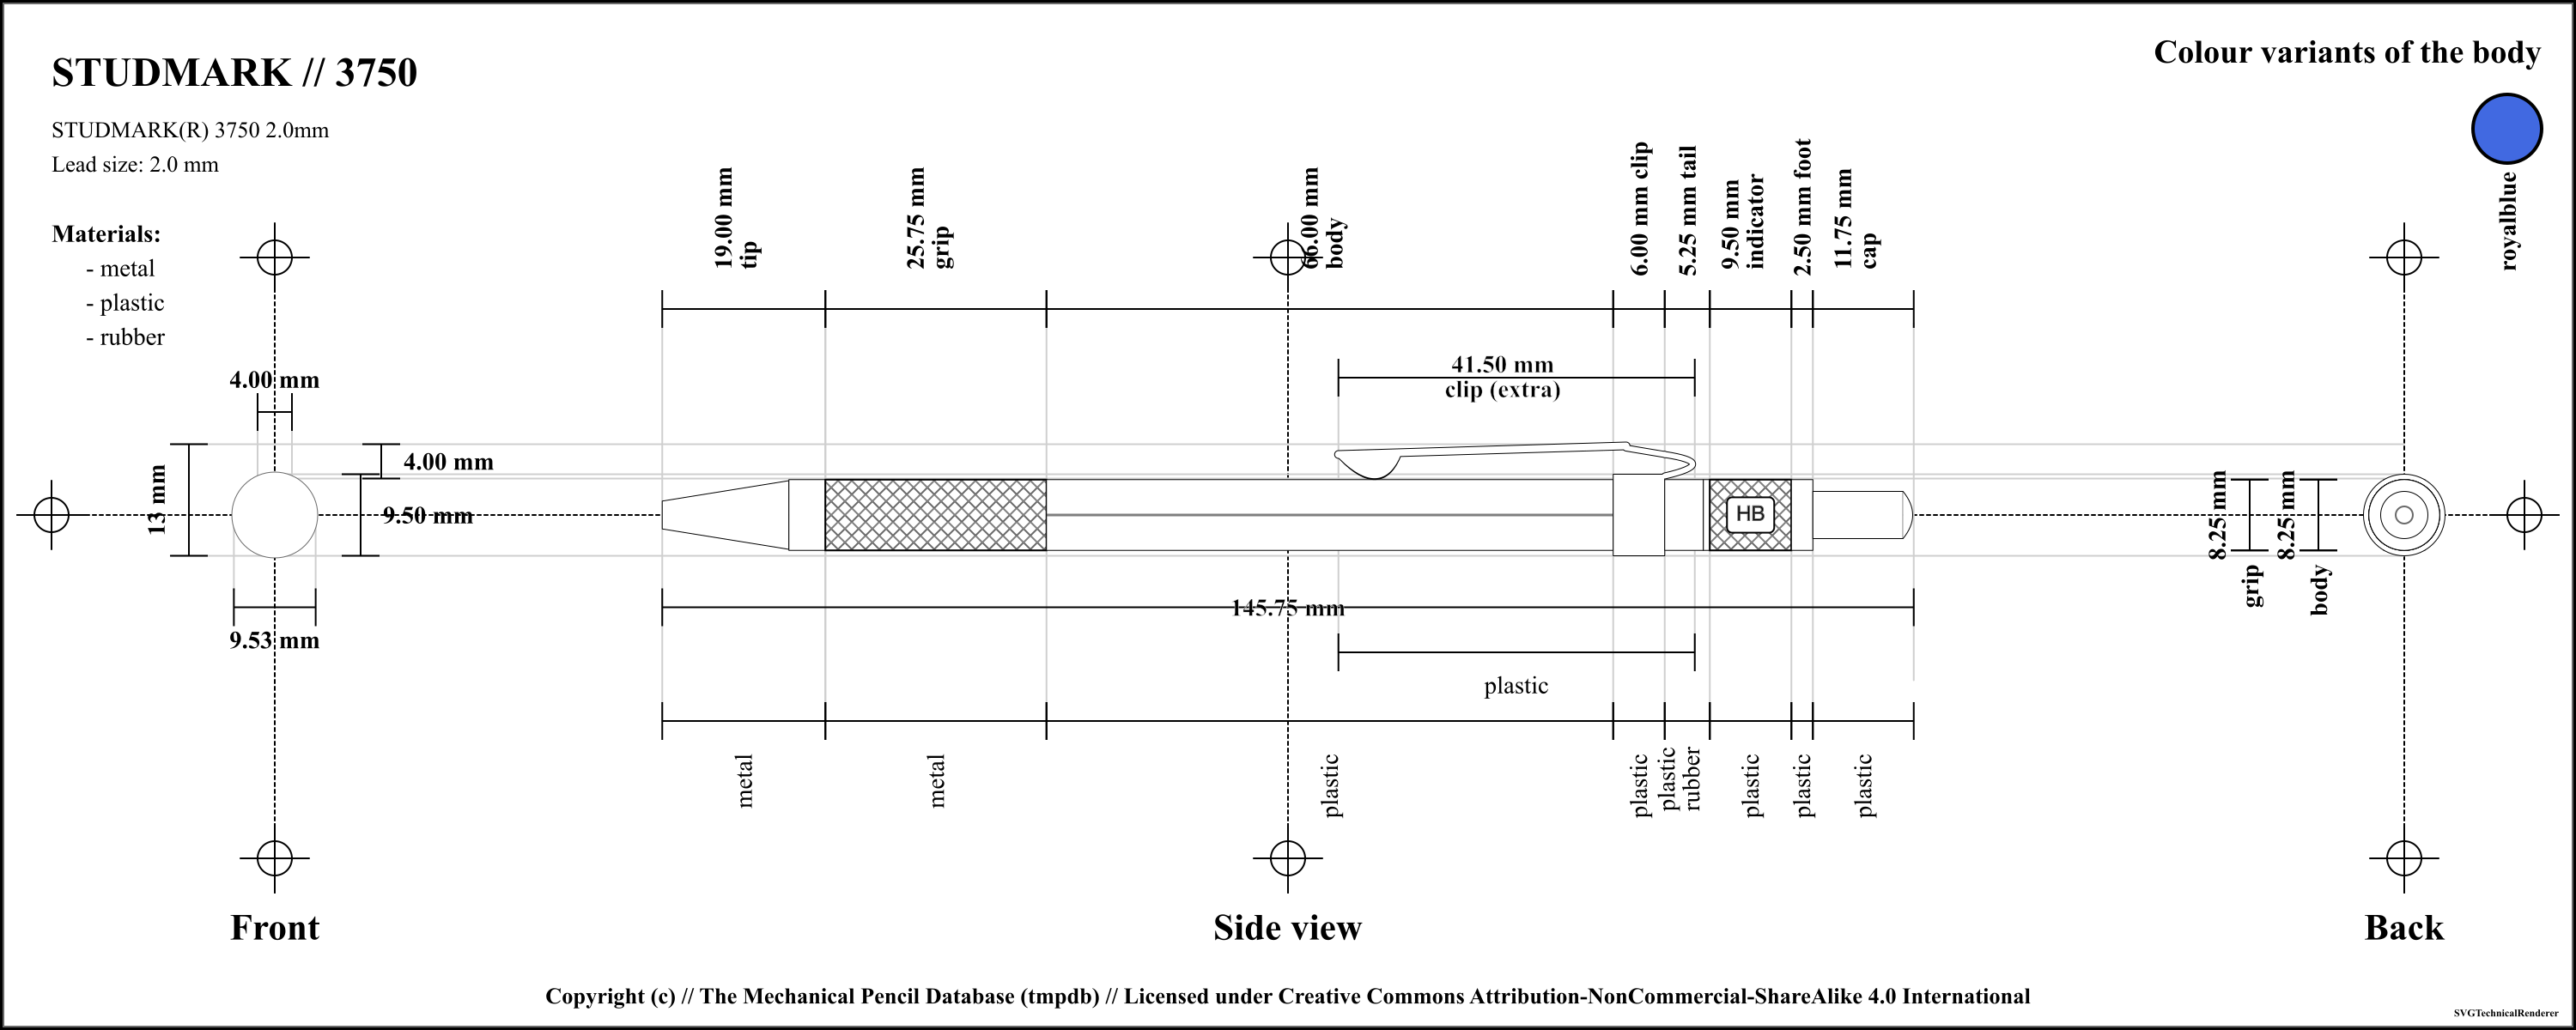 STUDMARK // 3750
Colour variants of the body
STUDMARK(R) 3750 2.0mm
Lead size: 2.0 mm
royalblue
Materials:
- metal
- plastic
- rubber
19.00 mm
tip
25.75 mm
grip
66.00 mm
body
6.00 mm clip
5.25 mm tail
9.50 mm
indicator
2.50 mm foot
11.75 mm
cap
41.50 mm
clip (extra)
4.00 mm
4.00 mm
13 mm
9.50 mm
9.53 mm
HB
8.25 mm
grip
8.25 mm
body
145.75 mm
plastic
metal
metal
plastic
plastic
plastic
rubber
plastic
plastic
plastic
Front
Side view
Back
Copyright (c) // The Mechanical Pencil Database (tmpdb) // Licensed under Creative Commons Attribution-NonCommercial-ShareAlike 4.0 International
SVGTechnicalRenderer